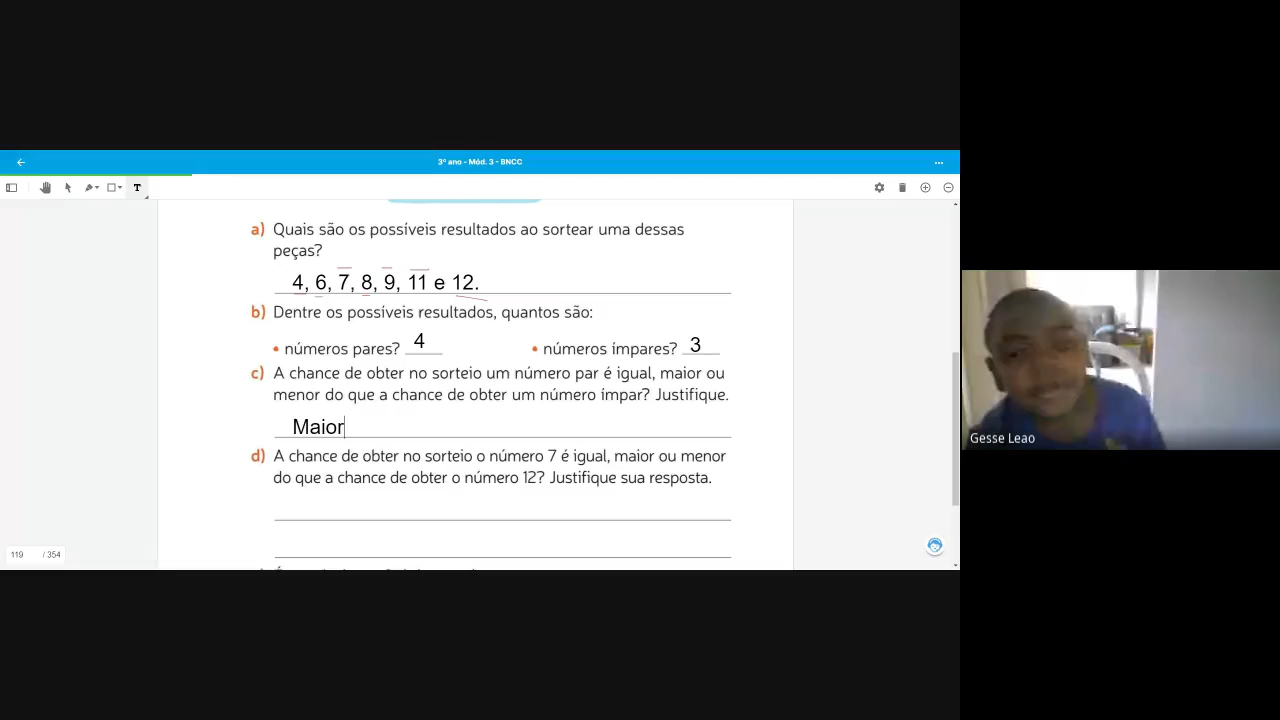 3º ano - Mód. 3 - BNCC
T
a) Quais são os possíveis resultados ao sortear uma dessas
peças?
4, 6, 7, 8, 9, 11 e 12.
b) Dentre os possíveis resultados, quantos são:
• números pares? 4 • números ímpares? 3
c) A chance de obter no sorteio um número par é igual, maior ou
menor do que a chance de obter um número ímpar? Justifique.
Maior
d) A chance de obter no sorteio o número 7 é igual, maior ou menor
do que a chance de obter o número 12? Justifique sua resposta.
119 / 354
Gesse Leao